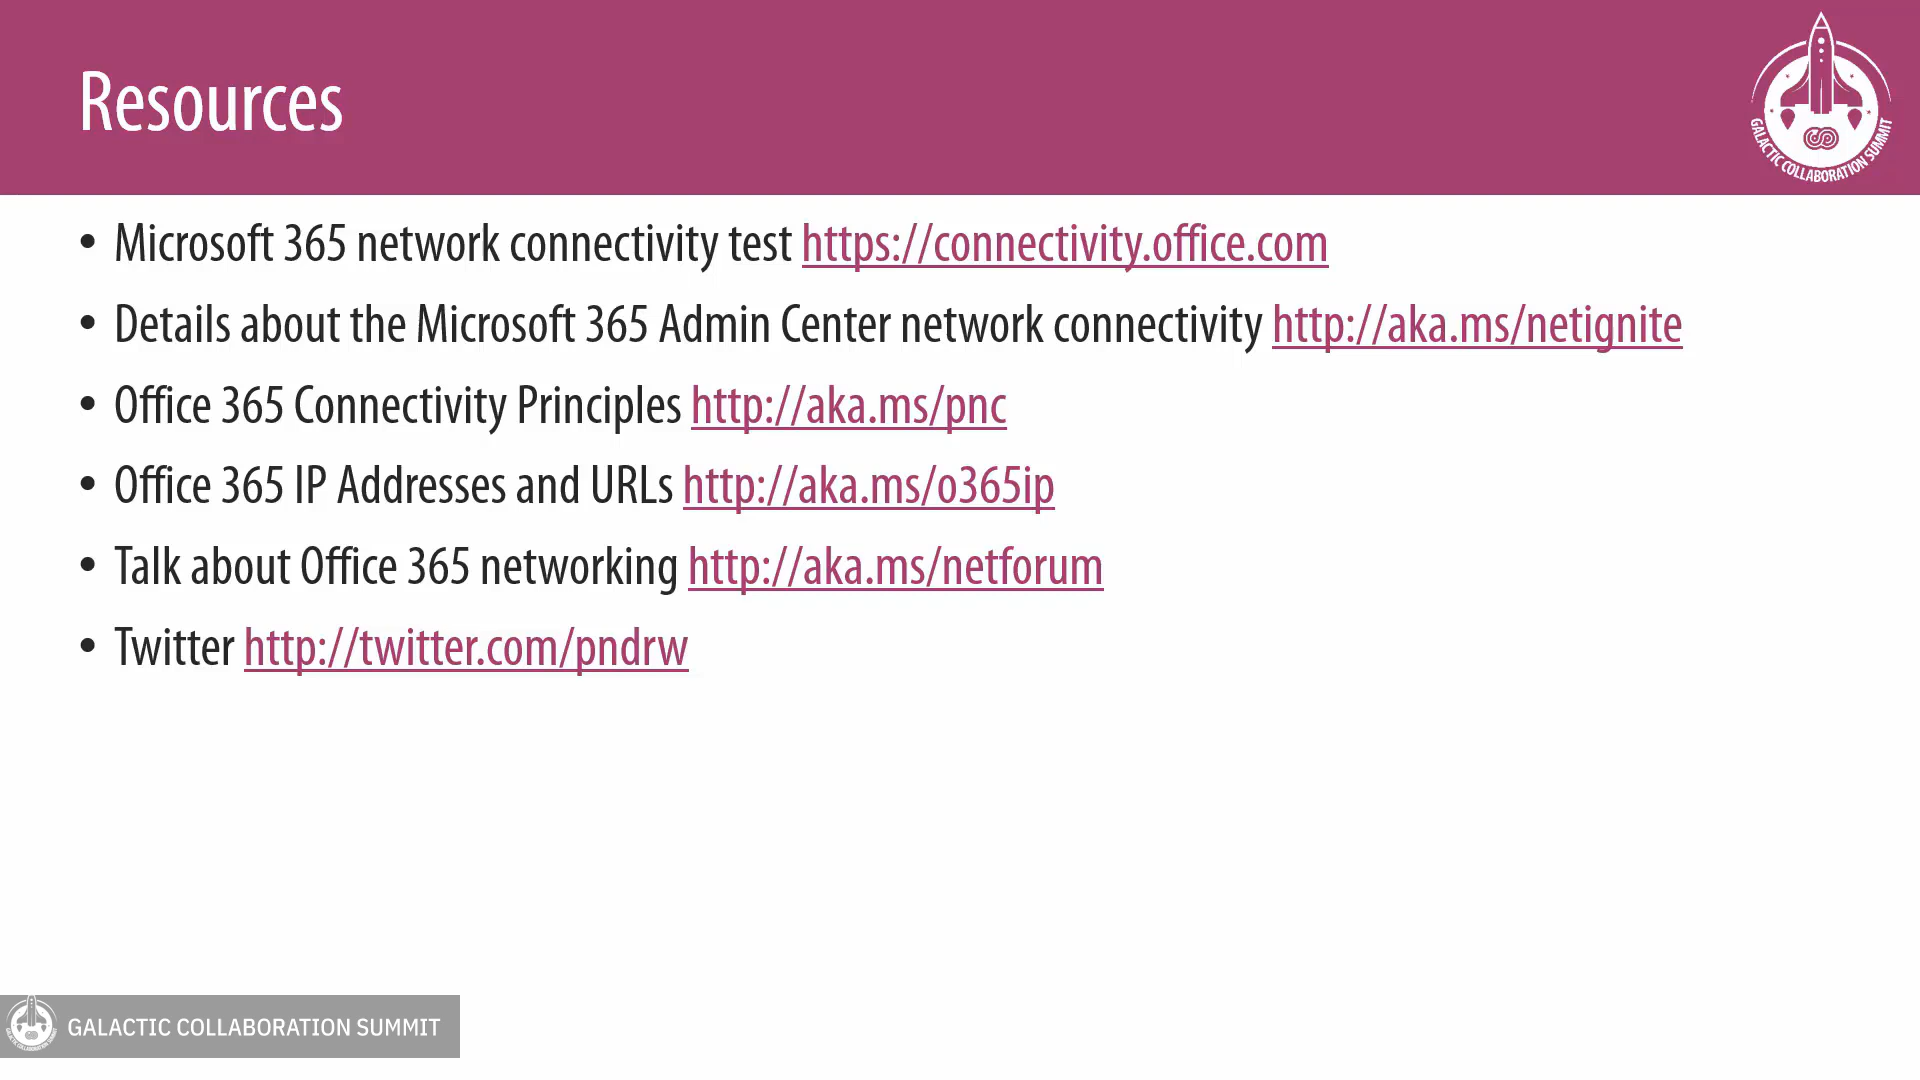 Resources
GALACTIC COLLABORATION SUMMIT
• Microsoft 365 network connectivity test https://connectivity.office.com
• Details about the Microsoft 365 Admin Center network connectivity http://aka.ms/netignite
• Office 365 Connectivity Principles http://aka.ms/pnc
• Office 365 IP Addresses and URLs http://aka.ms/o365ip
• Talk about Office 365 networking http://aka.ms/netforum
• Twitter http://twitter.com/pndrw
GALACTIC COLLABORATION SUMMIT